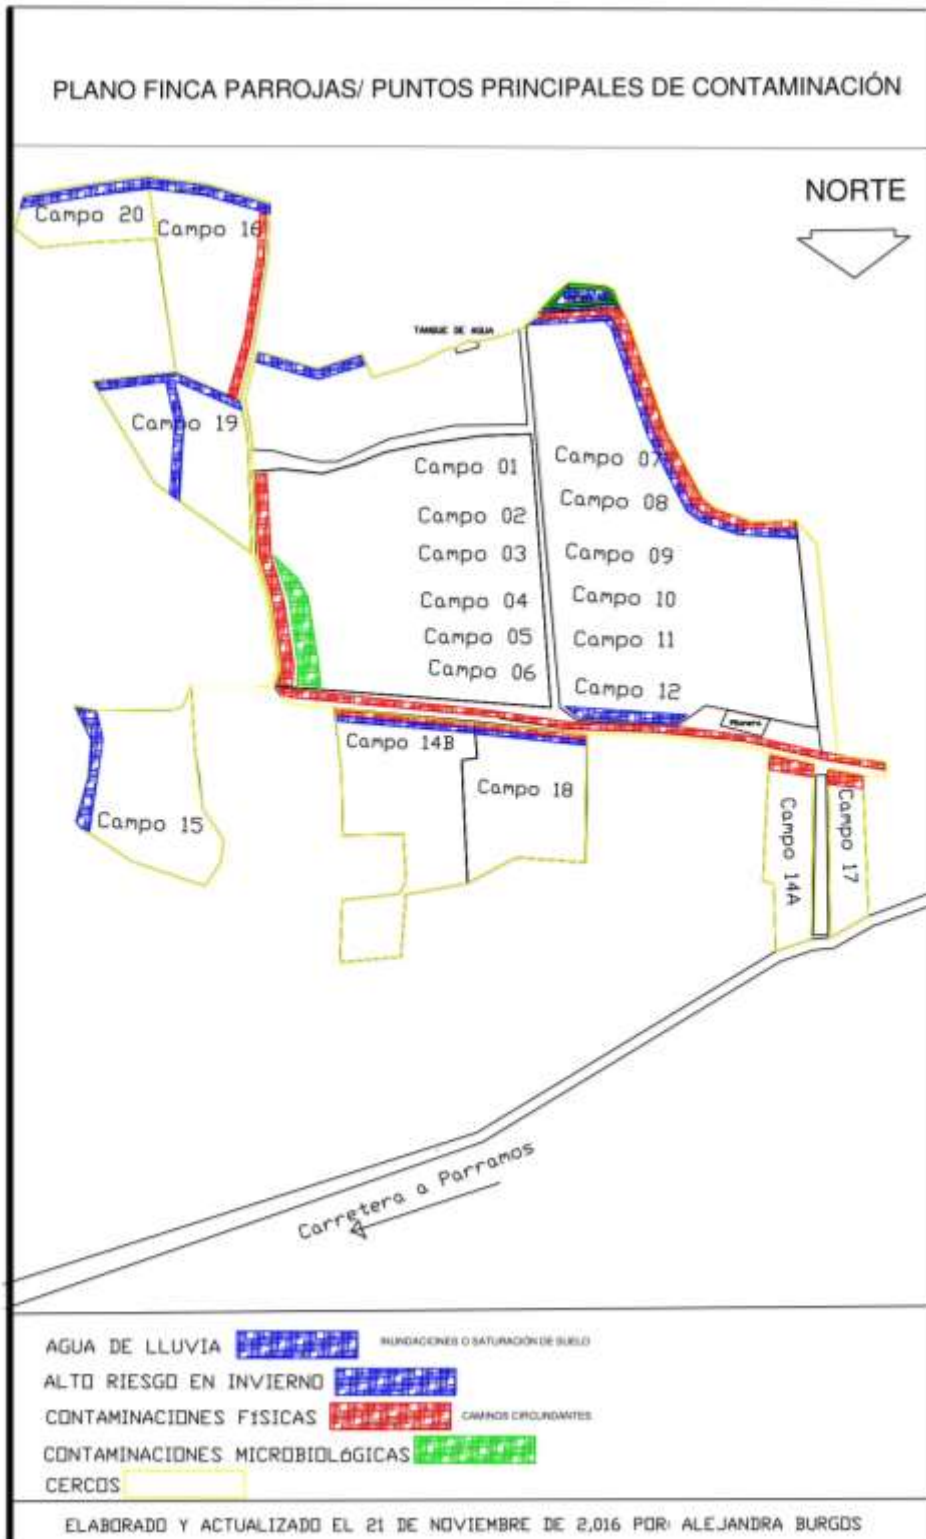 PLANO FINCA PARROJAS/ PUNTOS PRINCIPALES DE CONTAMINACIÓN
NORTE
Campo 20
Campo 16
TANQUE DE AGUA
Campo 19
Campo 01
Campo 02
Campo 03
Campo 04
Campo 05
Campo 06
Campo 07
Campo 08
Campo 09
Campo 10
Campo 11
Campo 12
Campo 14B
Campo 18
Campo 15
Campo 14A
Campo 17
Carretera a Parramos
AGUA DE LLUVIA INUNDACIONES O SATURACIÓN DE SUELO
ALTO RIESGO EN INVIERNO
CONTAMINACIONES FíSICAS CAMINOS CIRCUNDANTES
CONTAMINACIONES MICROBIOLóGICAS
CERCOS
ELABORADO Y ACTUALIZADO EL 21 DE NOVIEMBRE DE 2,016 POR: ALEJANDRA BURGOS